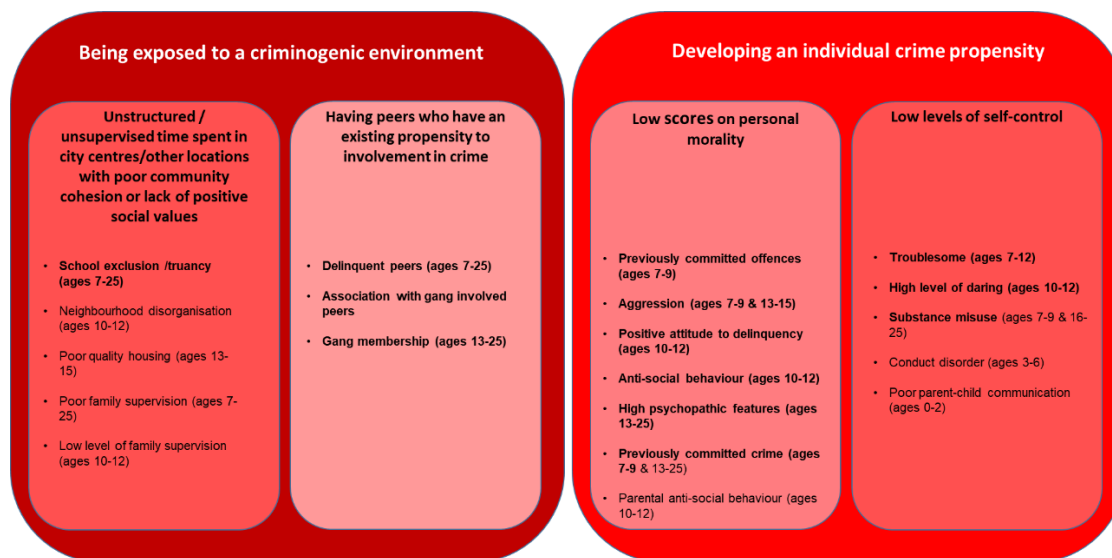 Being exposed to a criminogenic environment
Unstructured /
unsupervised time spent in
city centres/other locations
with poor community
cohesion or lack of positive
social values
• School exclusion /truancy
(ages 7-25)
• Neighbourhood disorganisation
(ages 10-12)
• Poor quality housing (ages 13-
15)
• Poor family supervision (ages 7-
25)
• Low level of family supervision
(ages 10-12)
Having peers who have an
existing propensity to
involvement in crime
• Delinquent peers (ages 7-25)
• Association with gang involved
peers
• Gang membership (ages 13-25)
Developing an individual crime propensity
Low scores on personal
morality
• Previously committed offences
(ages 7-9)
• Aggression (ages 7-9 & 13-15)
• Positive attitude to delinquency
(ages 10-12)
• Anti-social behaviour (ages 10-12)
• High psychopathic features (ages
13-25)
• Previously committed crime (ages
7-9 & 13-25)
• Parental anti-social behaviour (ages
10-12)
Low levels of self-control
• Troublesome (ages 7-12)
• High level of daring (ages 10-12)
• Substance misuse (ages 7-9 & 16-
25)
• Conduct disorder (ages 3-6)
• Poor parent-child communication
(ages 0-2)